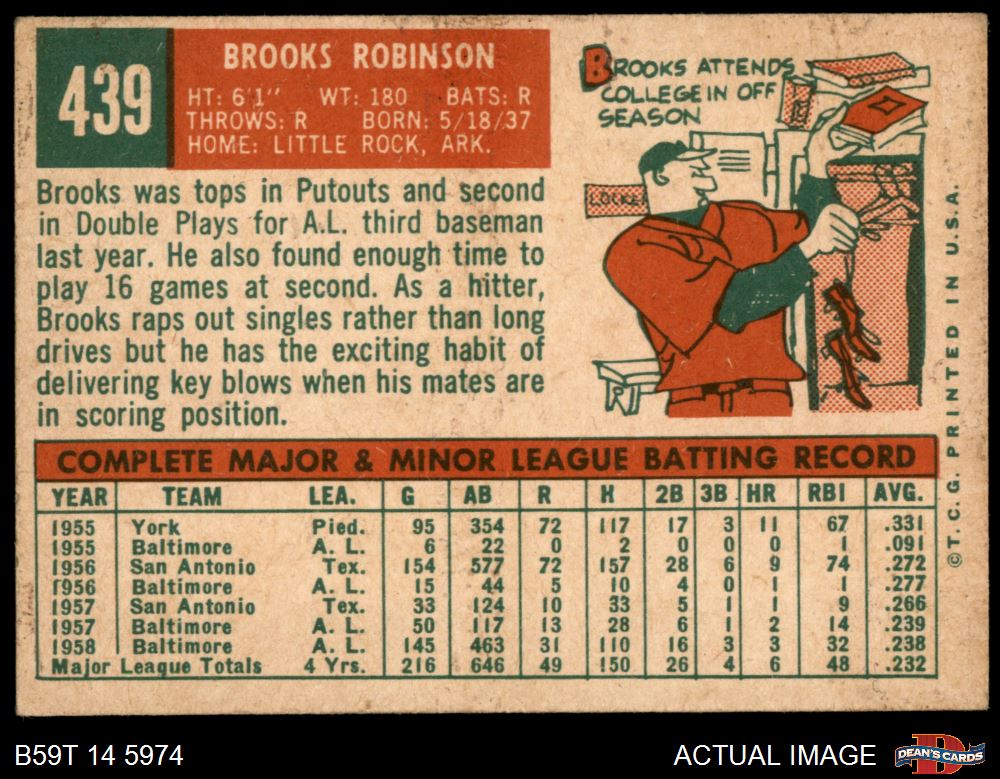 439
BROOKS ROBINSON
HT: 6'1" WT: 180 BATS: R
THROWS: R BORN: 5/18/37
HOME: LITTLE ROCK, ARK.
BROOKS ATTENDS
COLLEGE IN OFF
SEASON
LOCKER
Brooks was tops in Putouts and second
in Double Plays for A.L. third baseman
last year. He also found enough time to
play 16 games at second. As a hitter,
Brooks raps out singles rather than long
drives but he has the exciting habit of
delivering key blows when his mates are
in scoring position.
COMPLETE MAJOR & MINOR LEAGUE BATTING RECORD
YEAR TEAM LEA. G AB R H 2B 3B HR RBI AVG.
1955 York Pied. 95 354 72 117 17 3 11 67 .331
1955 Baltimore A. L. 6 22 0 2 0 0 0 1 .091
1956 San Antonio Tex. 154 577 72 157 28 6 9 74 .272
1956 Baltimore A. L. 15 44 5 10 4 0 1 1 .277
1957 San Antonio Tex. 33 124 10 33 5 1 1 9 .266
1957 Baltimore A. L. 50 117 13 28 6 1 2 14 .239
1958 Baltimore A. L. 145 463 31 110 16 3 3 32 .238
Major League Totals 4 Yrs. 216 646 49 150 26 4 6 48 .232
© T. C. G. PRINTED IN U.S.A.
B59T 14 5974
ACTUAL IMAGE
DEAN'S CARDS